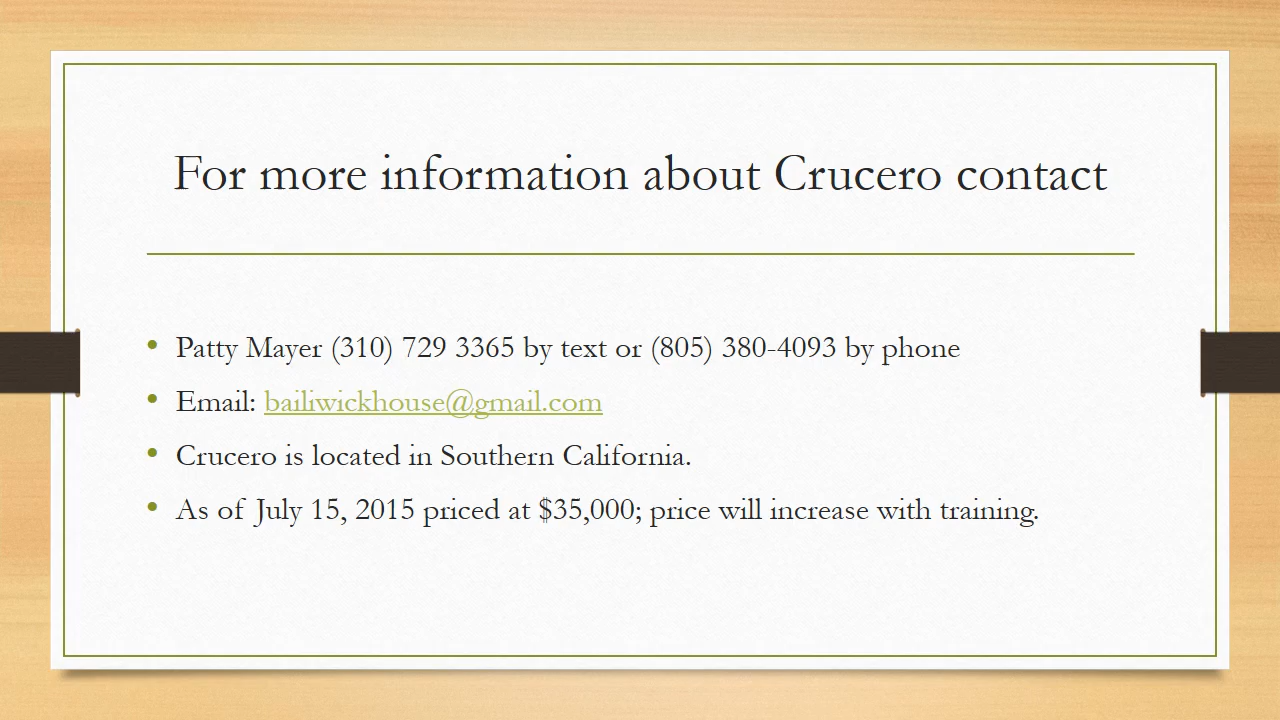 For more information about Crucero contact
• Patty Mayer (310) 729 3365 by text or (805) 380-4093 by phone
• Email: bailiwickhouse@gmail.com
• Crucero is located in Southern California.
• As of July 15, 2015 priced at $35,000; price will increase with training.